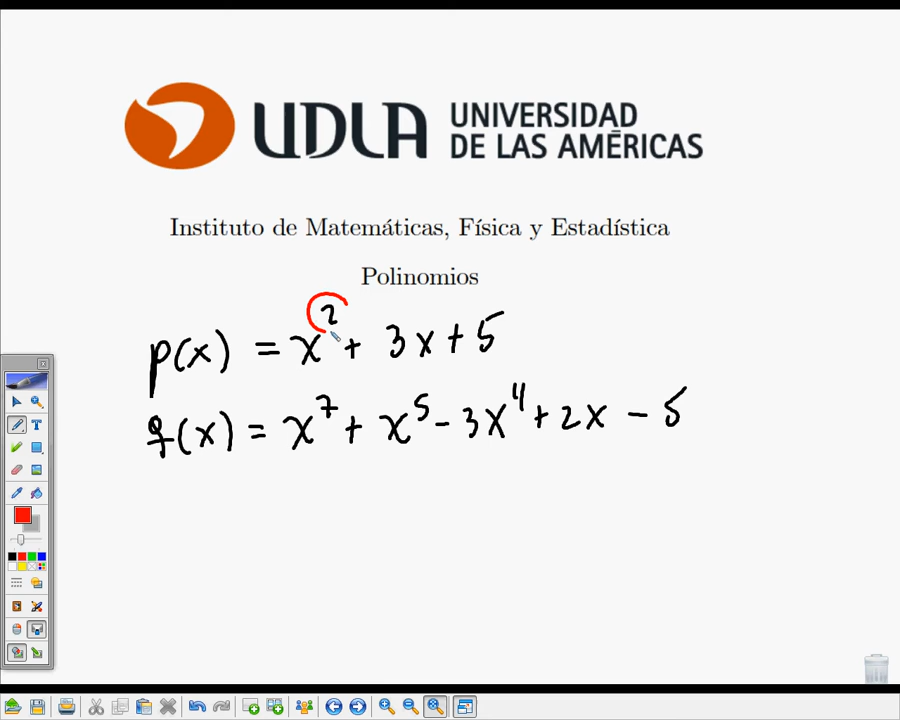 UDLA UNIVERSIDAD
DE LAS AMÉRICAS
Instituto de Matemáticas, Física y Estadística
Polinomios
p(x) = x² + 3x + 5
q(x) = x⁷ + x⁵ - 3x⁴ + 2x - 5
T